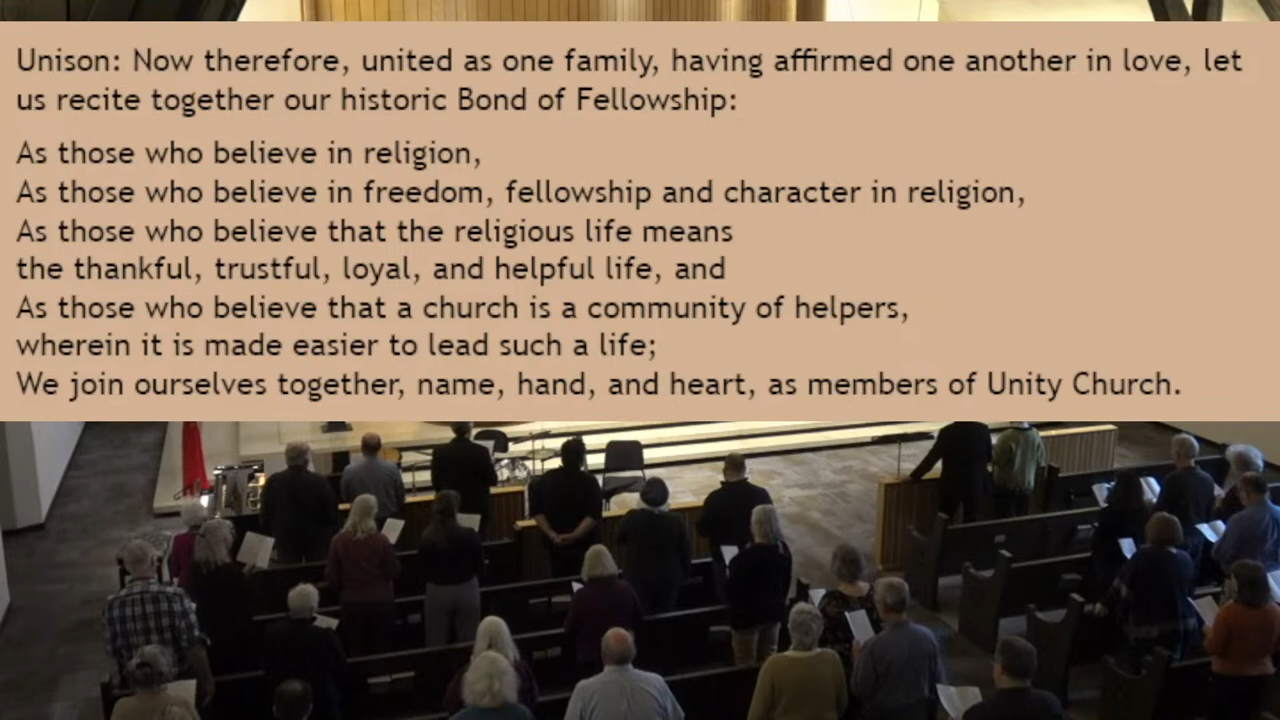 Unison: Now therefore, united as one family, having affirmed one another in love, let
us recite together our historic Bond of Fellowship:
As those who believe in religion,
As those who believe in freedom, fellowship and character in religion,
As those who believe that the religious life means
the thankful, trustful, loyal, and helpful life, and
As those who believe that a church is a community of helpers,
wherein it is made easier to lead such a life;
We join ourselves together, name, hand, and heart, as members of Unity Church.